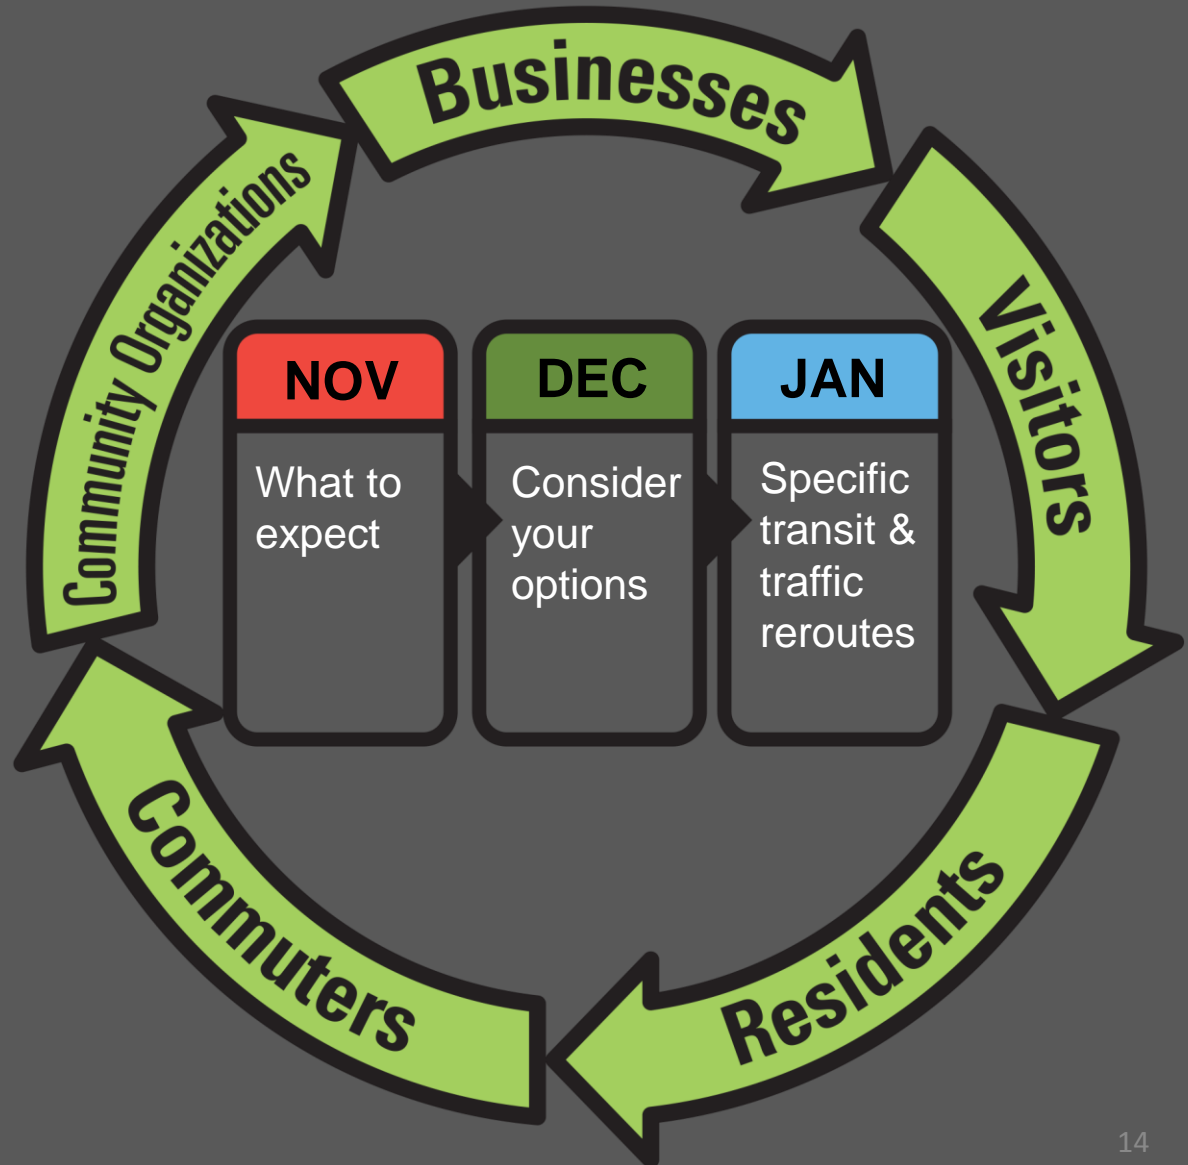 Businesses
Visitors
Residents
Commuters
Community Organizations
NOV
What to
expect
DEC
Consider
your
options
JAN
Specific
transit &
traffic
reroutes
14